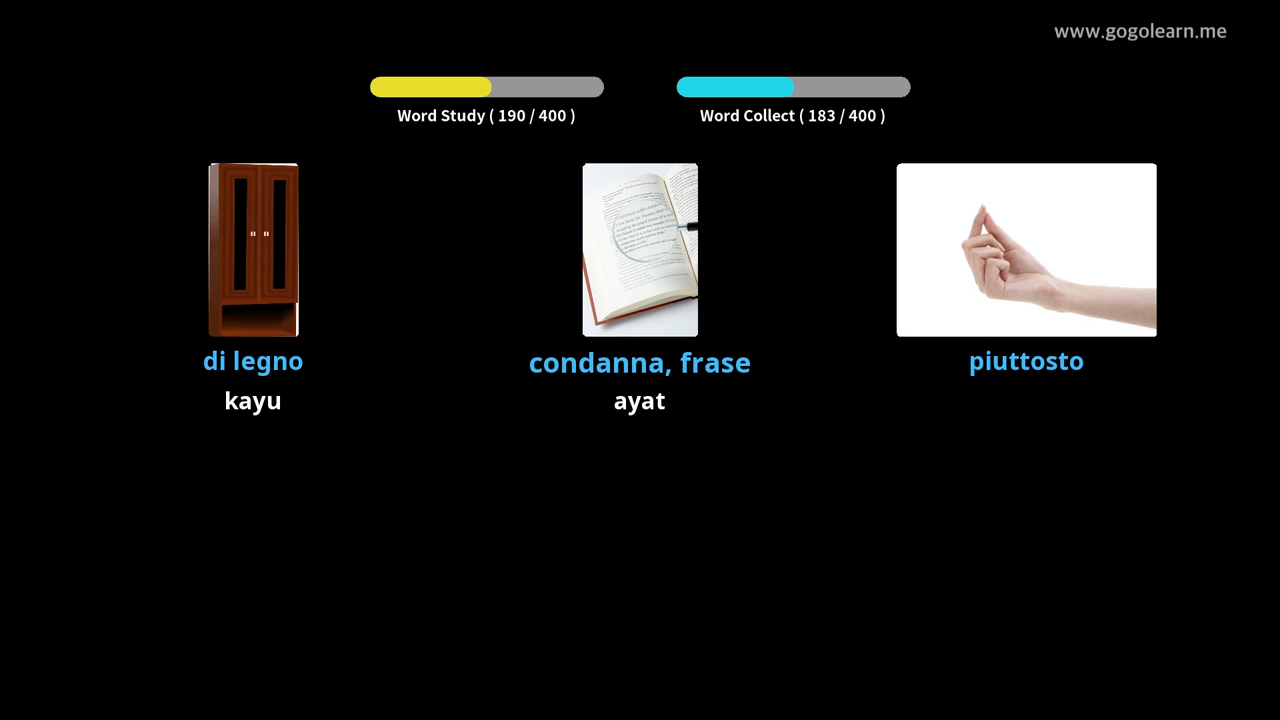 www.gogolearn.me
Word Study ( 190 / 400 )
Word Collect ( 183 / 400 )
di legno
condanna, frase
piuttosto
kayu
ayat